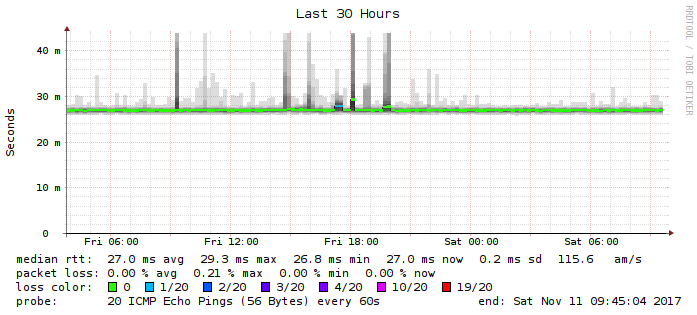 Last 30 Hours
RRDTOOL / TOBI OETIKER
Seconds
40 m
30 m
20 m
10 m
0
Fri 06:00 Fri 12:00 Fri 18:00 Sat 00:00 Sat 06:00
median rtt: 27.0 ms avg 29.3 ms max 26.8 ms min 27.0 ms now 0.2 ms sd 115.6 am/s
packet loss: 0.00 % avg 0.21 % max 0.00 % min 0.00 % now
loss color: 0 1/20 2/20 3/20 4/20 10/20 19/20
probe: 20 ICMP Echo Pings (56 Bytes) every 60s end: Sat Nov 11 09:45:04 2017